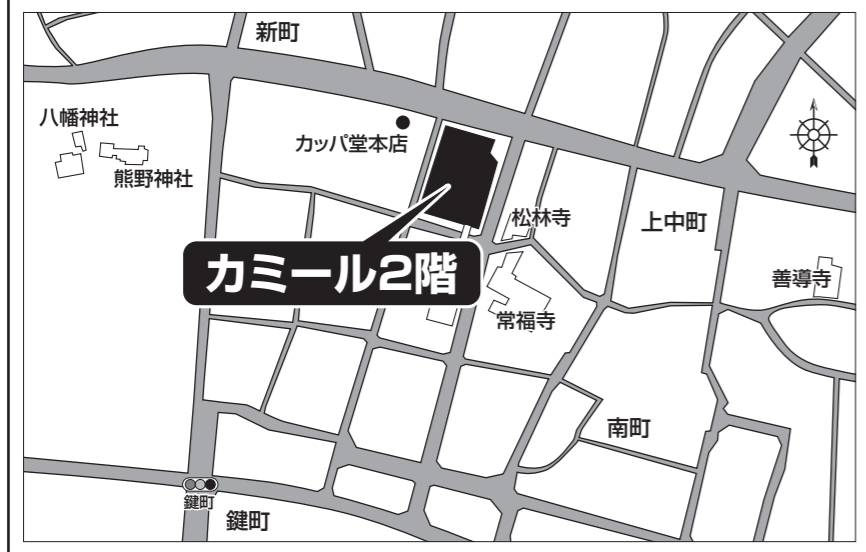 新町
八幡神社
カッパ堂本店
熊野神社
松林寺
上中町
カミール2階
善導寺
常福寺
南町
鍵町
鍵町